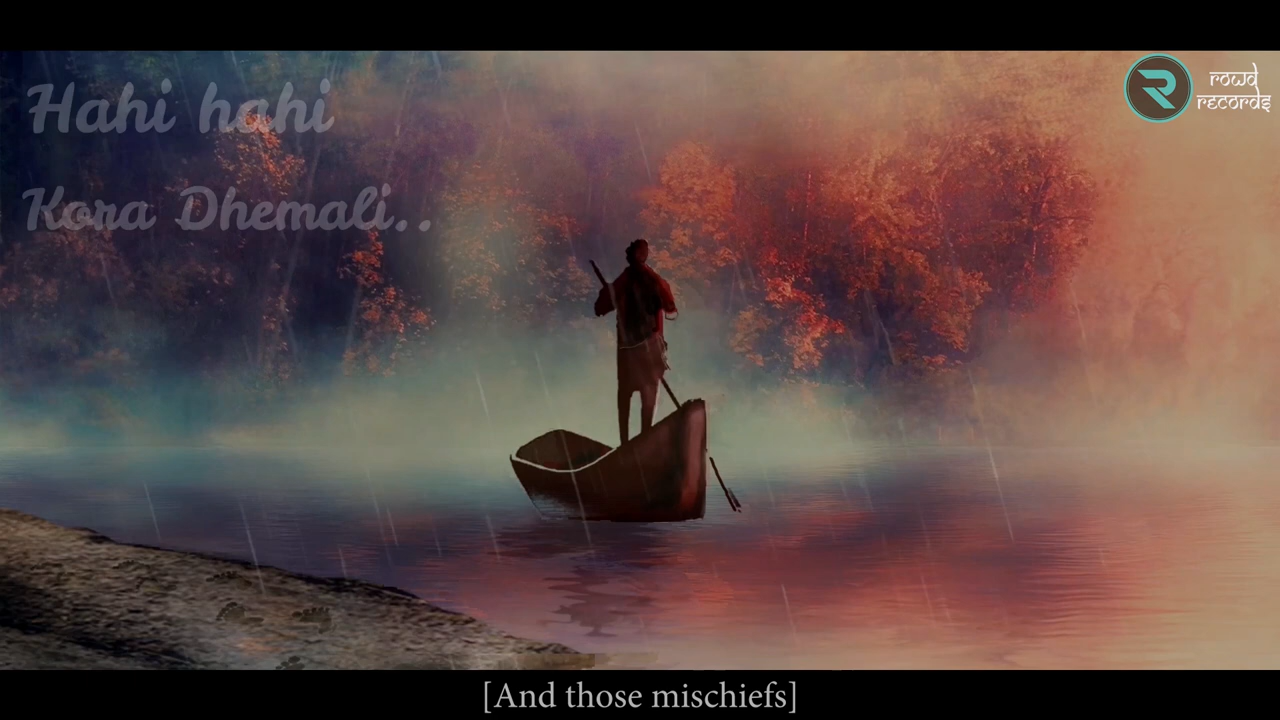 Hahi hahi
Kora Dhemali..
rowd
records
[And those mischiefs]